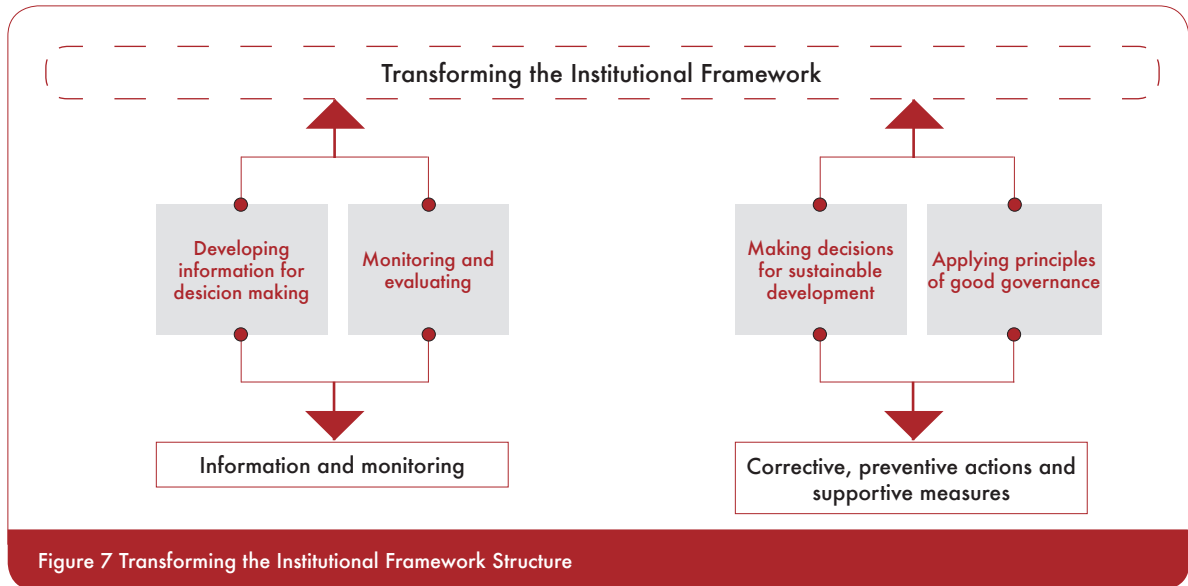 Transforming the Institutional Framework
Developing
information for
desicion making
Monitoring and
evaluating
Making decisions
for sustainable
development
Applying principles
of good governance
Information and monitoring
Corrective, preventive actions and
supportive measures
Figure 7 Transforming the Institutional Framework Structure